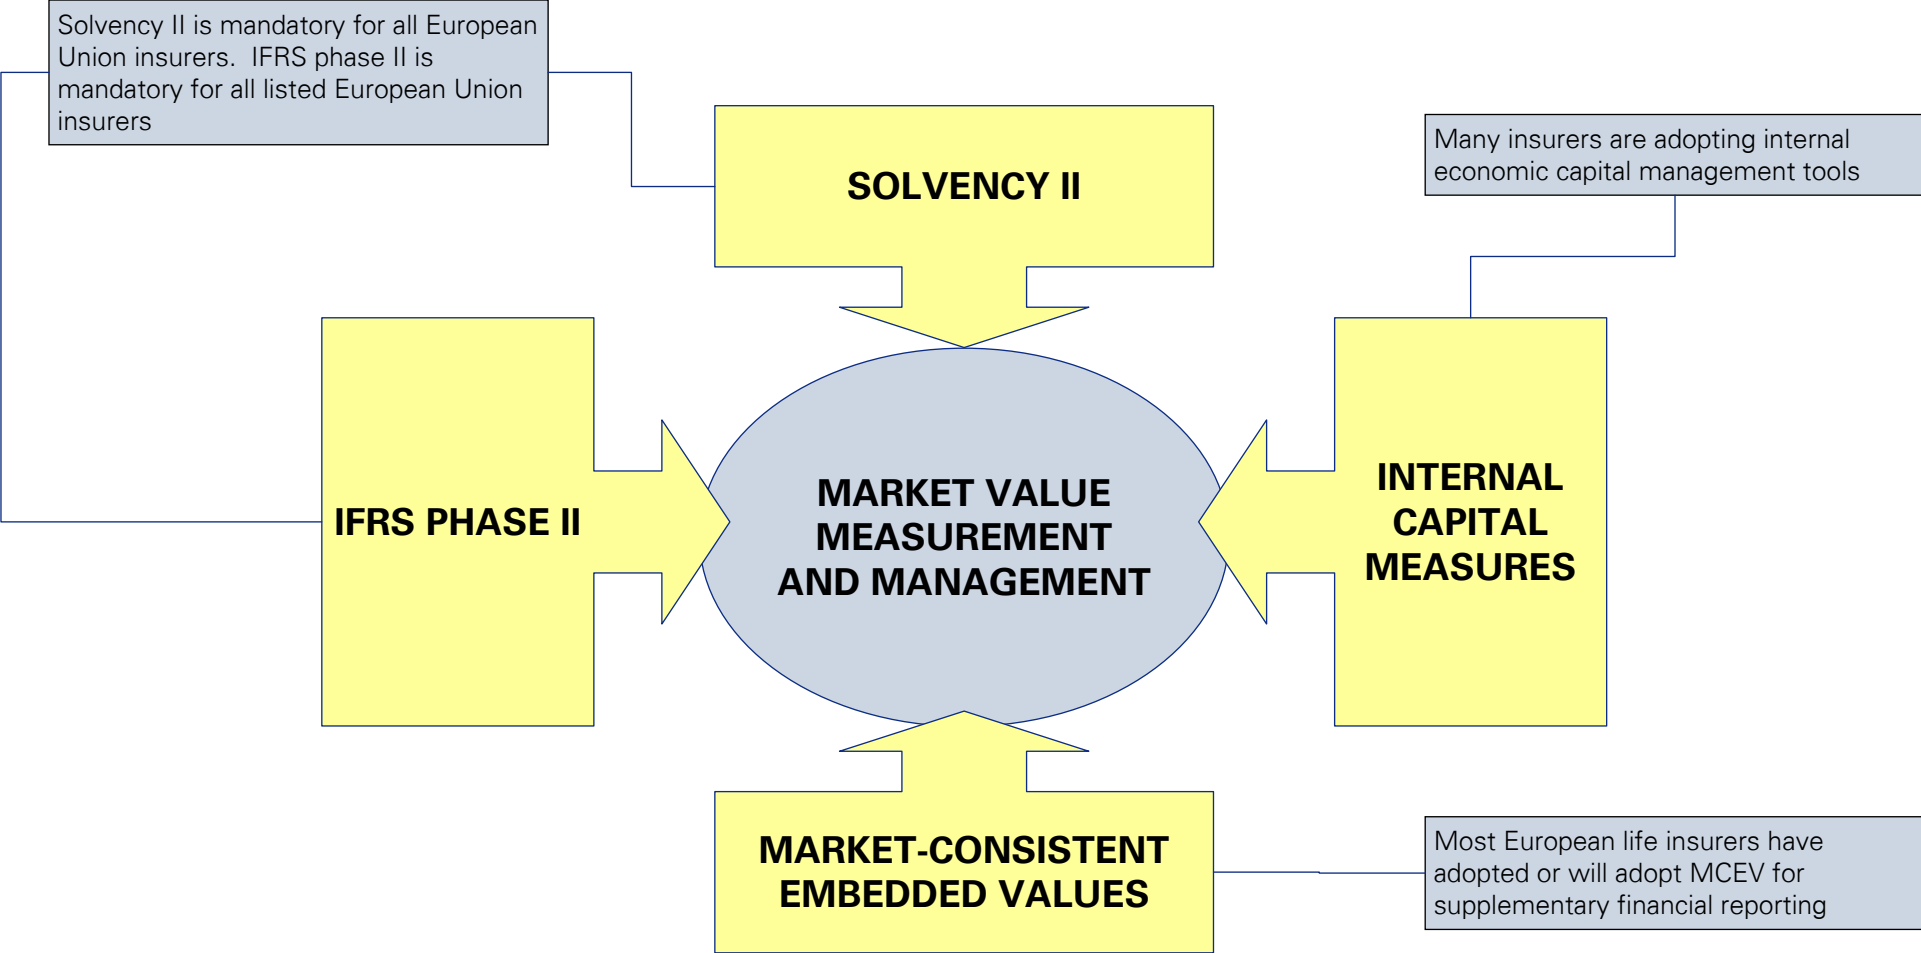 Solvency II is mandatory for all European
Union insurers.  IFRS phase II is
mandatory for all listed European Union
insurers
SOLVENCY II
Many insurers are adopting internal
economic capital management tools
IFRS PHASE II
MARKET VALUE
MEASUREMENT
AND MANAGEMENT
INTERNAL
CAPITAL
MEASURES
MARKET-CONSISTENT
EMBEDDED VALUES
Most European life insurers have
adopted or will adopt MCEV for
supplementary financial reporting